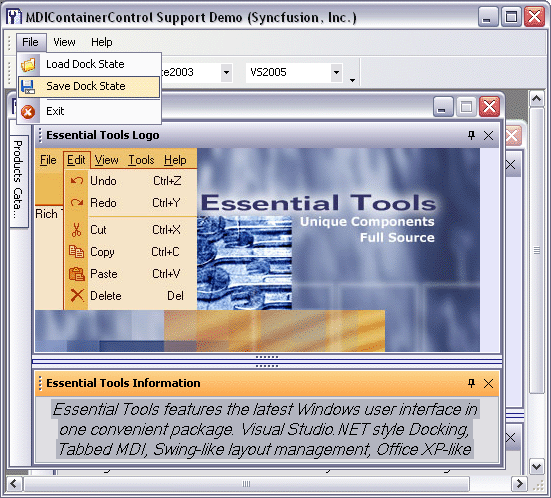 MDIContainerControl Support Demo (Syncfusion, Inc.)
File View Help
Load Dock State
Save Dock State
Exit
VS2005
Products Cata...
Essential Tools Logo
File Edit View Tools Help
Undo Ctrl+Z
Redo Ctrl+Y
Rich
Cut Ctrl+X
Copy Ctrl+C
Paste Ctrl+V
Delete Del
Essential Tools
Unique Components
Full Source
Essential Tools Information
Essential Tools features the latest Windows user interface in
one convenient package. Visual Studio.NET style Docking,
Tabbed MDI, Swing-like layout management, Office XP-like